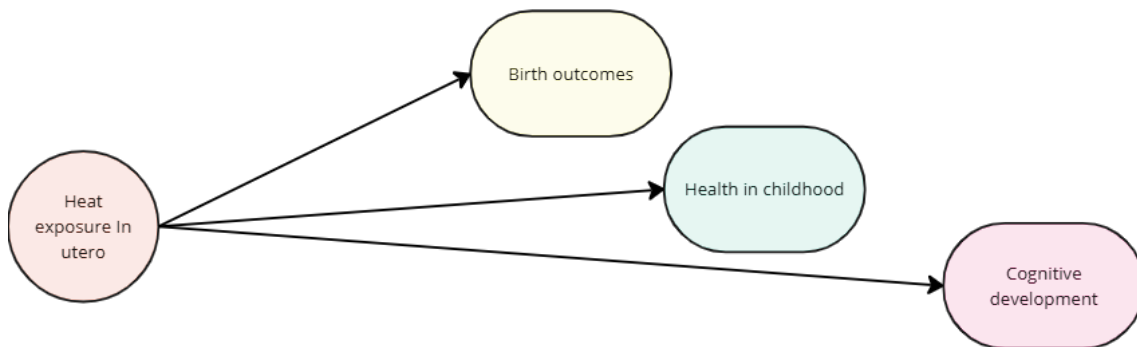 Birth outcomes
Health in childhood
Heat
exposure In
utero
Cognitive
development